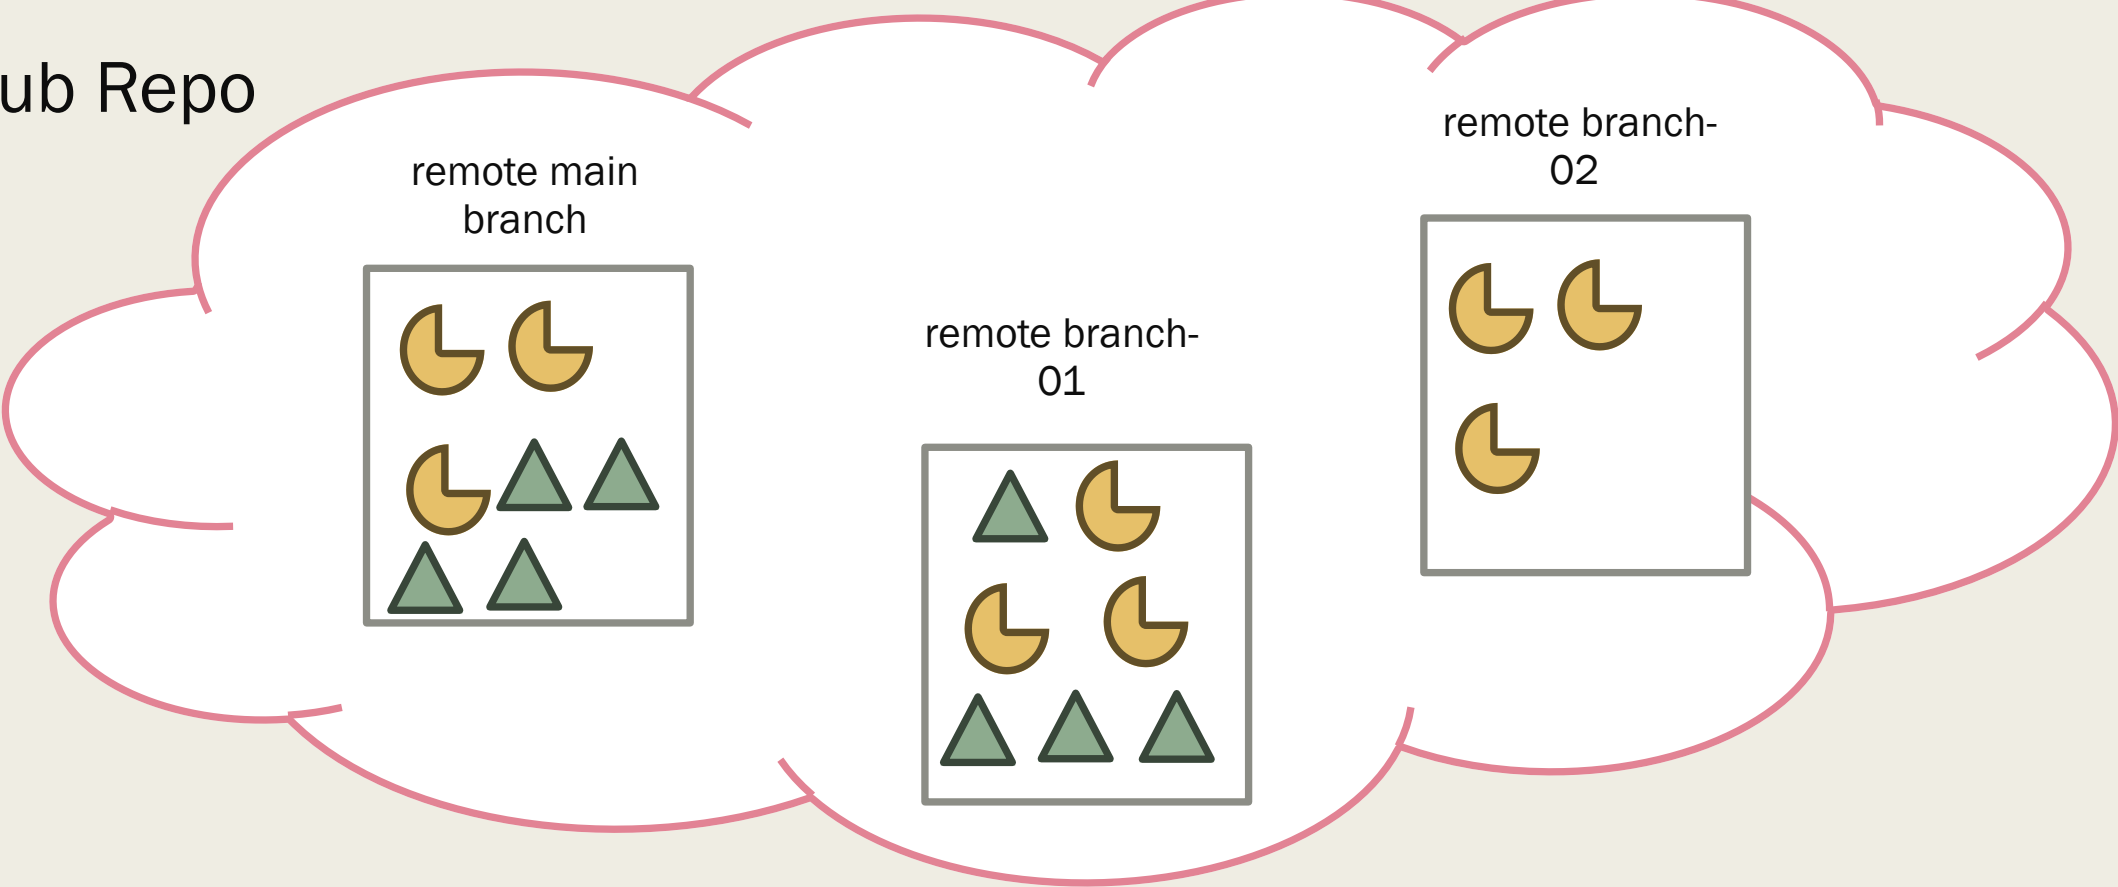 ub Repo
remote main
branch
remote branch-
01
remote branch-
02